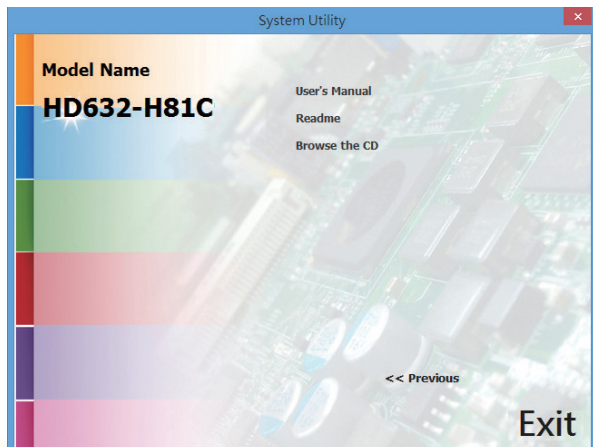 System Utility
Model Name
HD632-H81C
User's Manual
Readme
Browse the CD
<< Previous
Exit